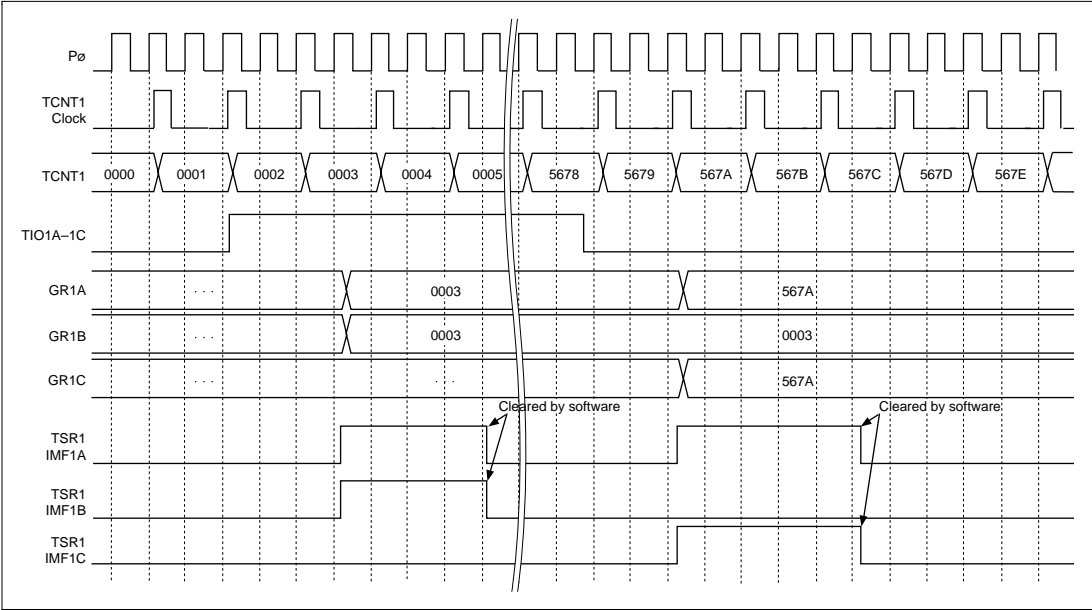 Pø
TCNT1
Clock
TCNT1 0000 0001 0002 0003 0004 0005 5678 5679 567A 567B 567C 567D 567E
TIO1A–1C
GR1A . . . 0003 567A
GR1B . . . 0003 0003
GR1C . . . . . . 567A
Cleared by software Cleared by software
TSR1
IMF1A
TSR1
IMF1B
TSR1
IMF1C